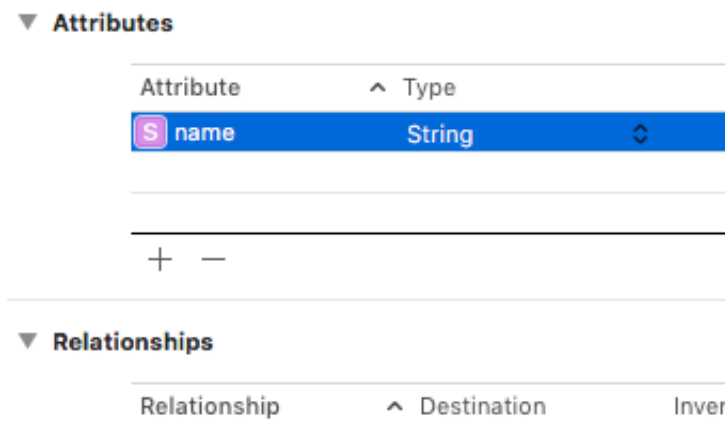 Attributes
Attribute Type
S name String
Relationships
Relationship Destination Inver